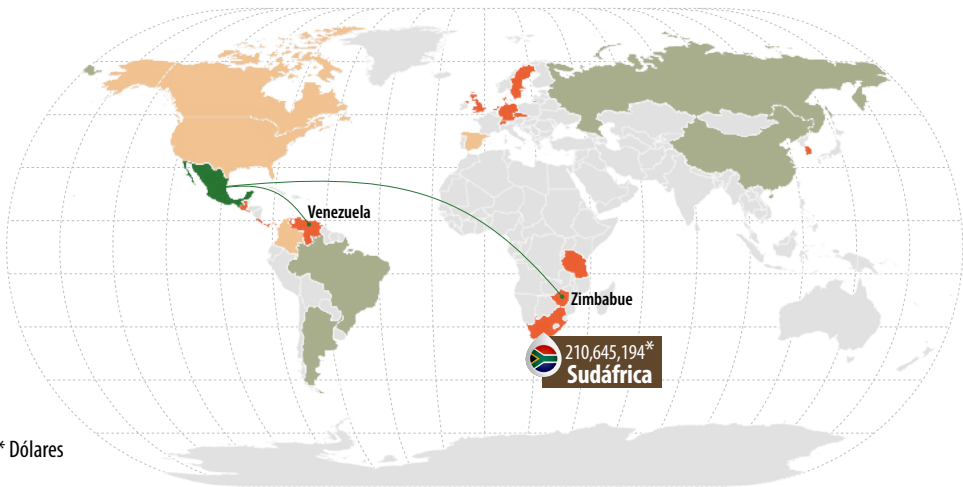 Venezuela
Zimbabue
210,645,194*
Sudáfrica
* Dólares